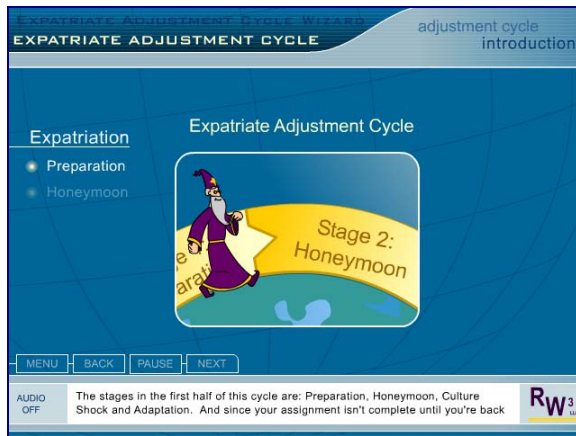 EXPATRIATE ADJUSTMENT CYCLE WIZARD
EXPATRIATE ADJUSTMENT CYCLE
adjustment cycle
introduction
Expatriation
Preparation
Honeymoon
Expatriate Adjustment Cycle
Stage 2:
Honeymoon
MENU
BACK
PAUSE
NEXT
AUDIO
OFF
The stages in the first half of this cycle are: Preparation, Honeymoon, Culture
Shock and Adaptation. And since your assignment isn't complete until you're back
RW3